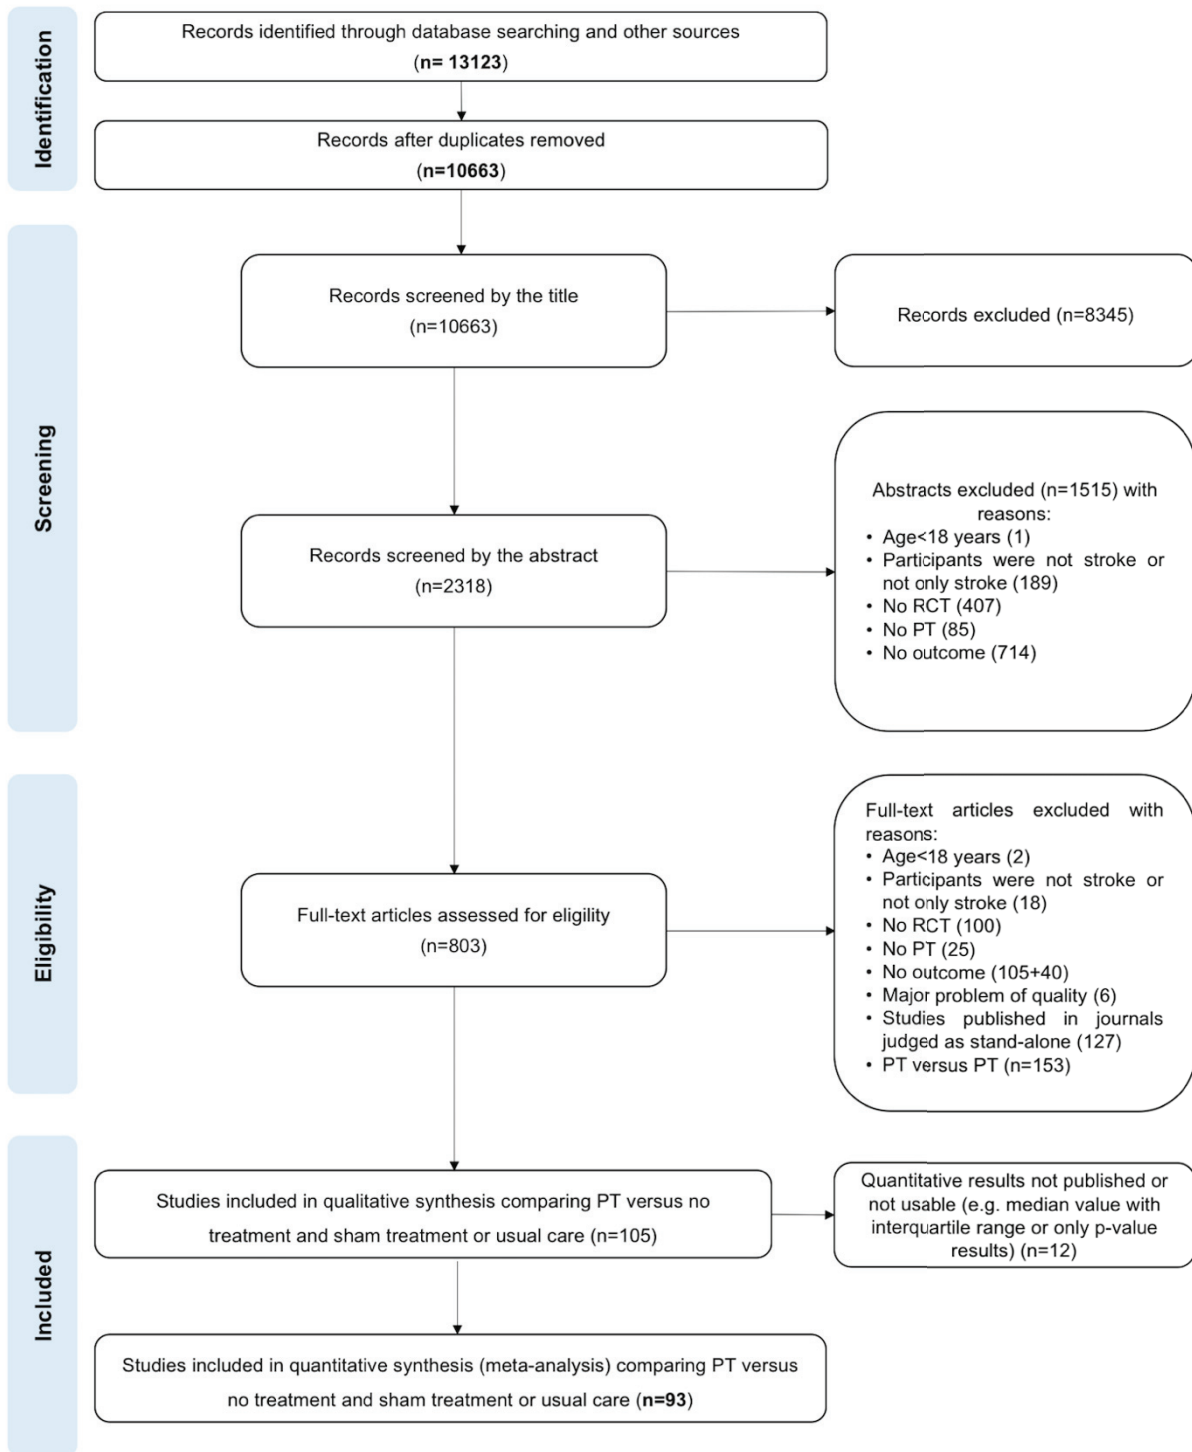 Identification
Records identified through database searching and other sources
(n= 13123)
Records after duplicates removed
(n=10663)
Screening
Records screened by the title
(n=10663)
Records excluded (n=8345)
Records screened by the abstract
(n=2318)
Abstracts excluded (n=1515) with
reasons:
• Age<18 years (1)
• Participants were not stroke or
not only stroke (189)
• No RCT (407)
• No PT (85)
• No outcome (714)
Eligibility
Full-text articles assessed for eligility
(n=803)
Full-text articles excluded with
reasons:
• Age<18 years (2)
• Participants were not stroke or
not only stroke (18)
• No RCT (100)
• No PT (25)
• No outcome (105+40)
• Major problem of quality (6)
• Studies published in journals
judged as stand-alone (127)
• PT versus PT (n=153)
Included
Studies included in qualitative synthesis comparing PT versus no
treatment and sham treatment or usual care (n=105)
Quantitative results not published or
not usable (e.g. median value with
interquartile range or only p-value
results) (n=12)
Studies included in quantitative synthesis (meta-analysis) comparing PT versus
no treatment and sham treatment or usual care (n=93)